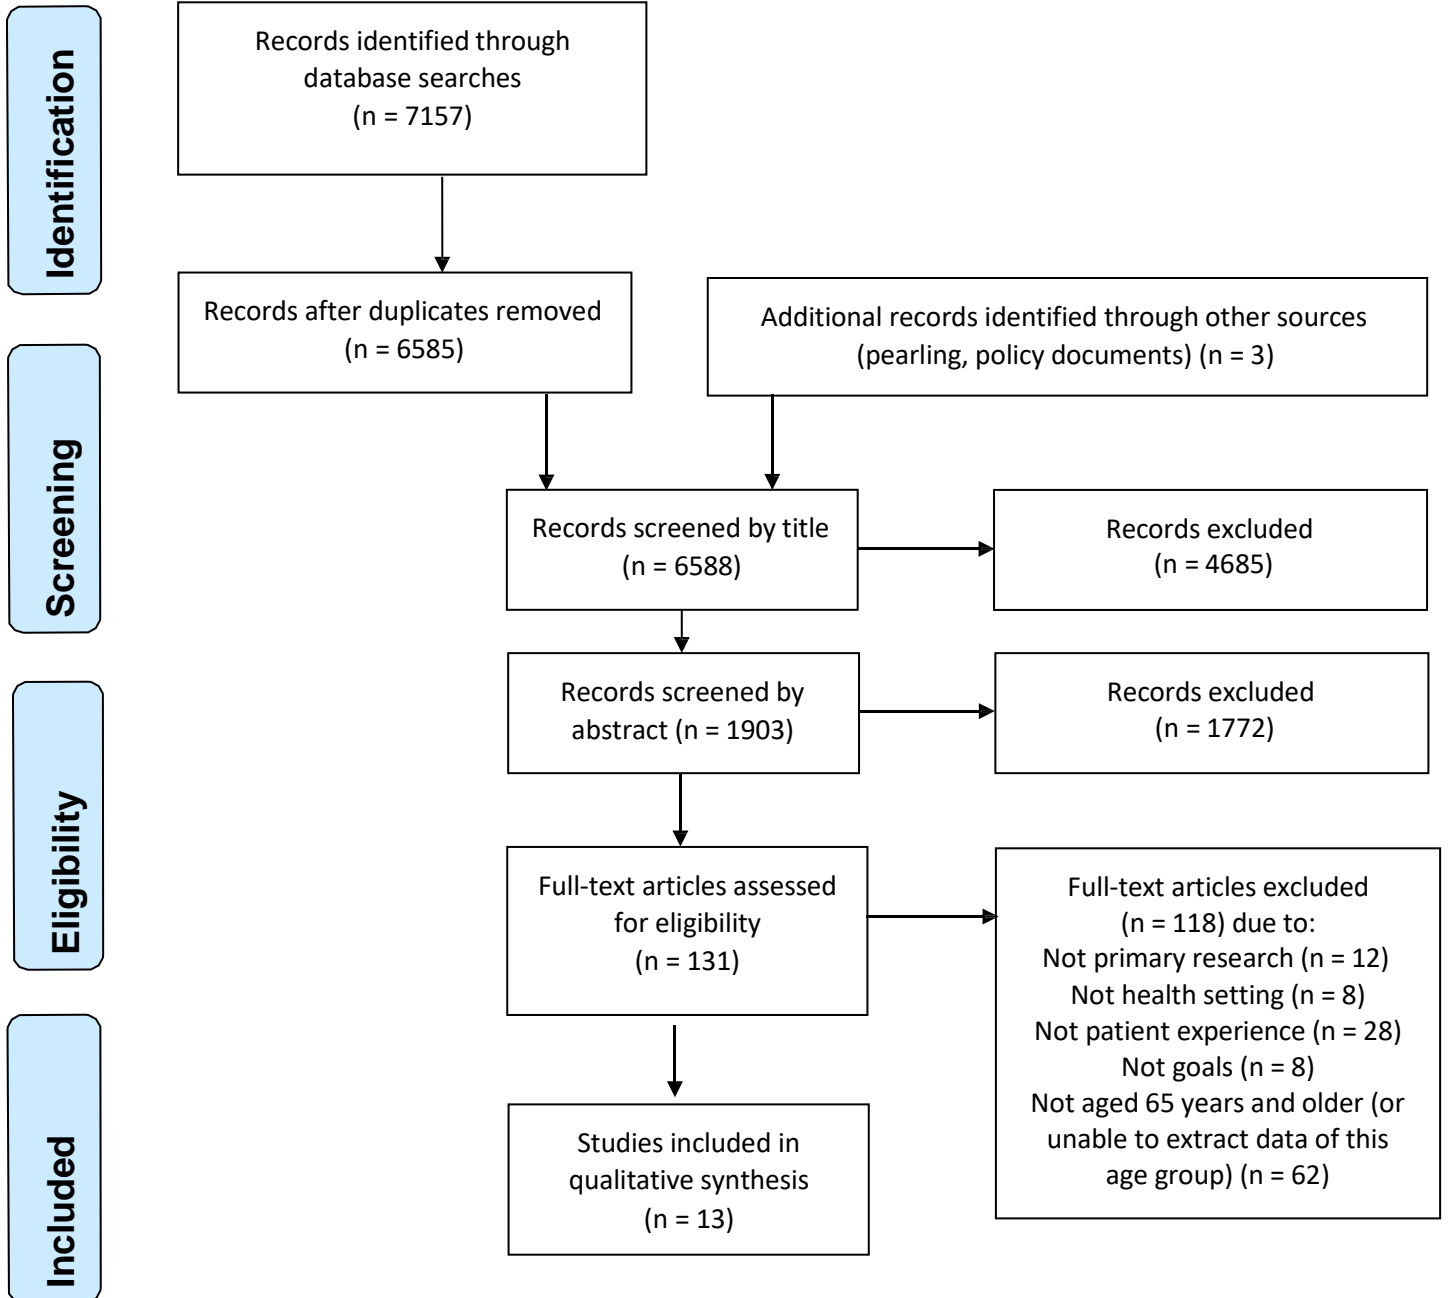 Identification
Records identified through
database searches
(n = 7157)
Records after duplicates removed
(n = 6585)
Additional records identified through other sources
(pearling, policy documents) (n = 3)
Screening
Records screened by title
(n = 6588)
Records excluded
(n = 4685)
Records screened by
abstract (n = 1903)
Records excluded
(n = 1772)
Eligibility
Full-text articles assessed
for eligibility
(n = 131)
Full-text articles excluded
(n = 118) due to:
Not primary research (n = 12)
Not health setting (n = 8)
Not patient experience (n = 28)
Not goals (n = 8)
Not aged 65 years and older (or
unable to extract data of this
age group) (n = 62)
Included
Studies included in
qualitative synthesis
(n = 13)